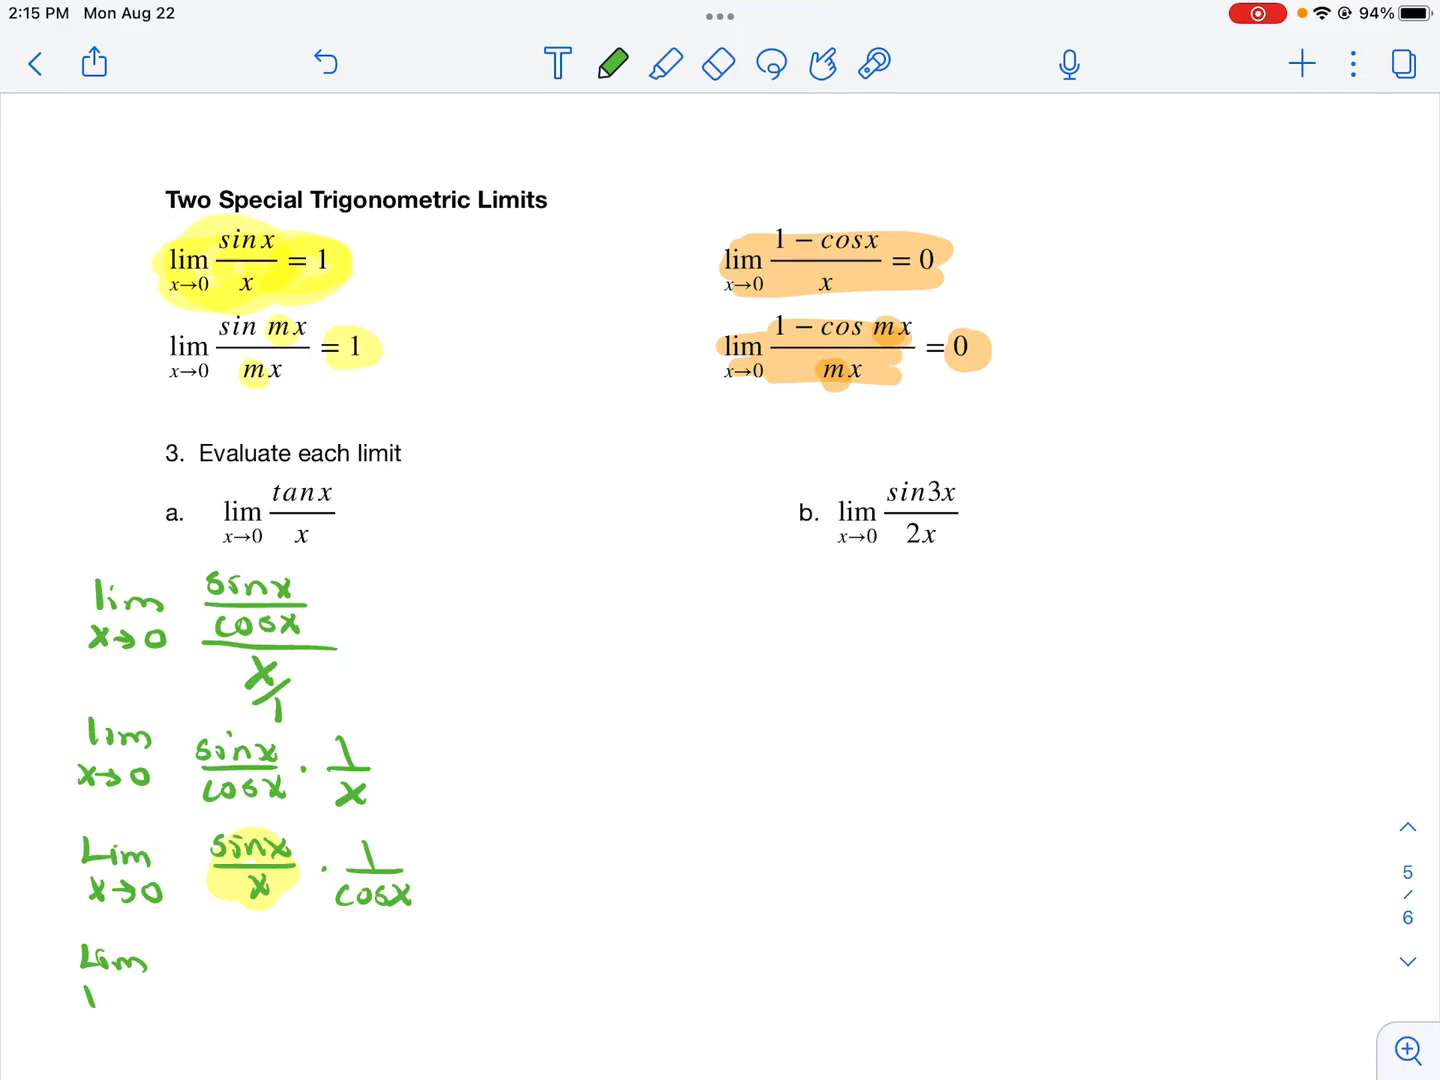 2:15 PM Mon Aug 22 94%
Two Special Trigonometric Limits
lim x→0 sin x / x = 1
lim x→0 1 − cosx / x = 0
lim x→0 sin mx / mx = 1
lim x→0 1 − cos mx / mx = 0
3. Evaluate each limit
a. lim x→0 tanx / x
b. lim x→0 sin3x / 2x
lim x→0 sinx / cosx / x/1
lim x→0 sinx / cosx · 1 / x
Lim x→0 sinx / x · 1 / cosx
Lim
5 / 6